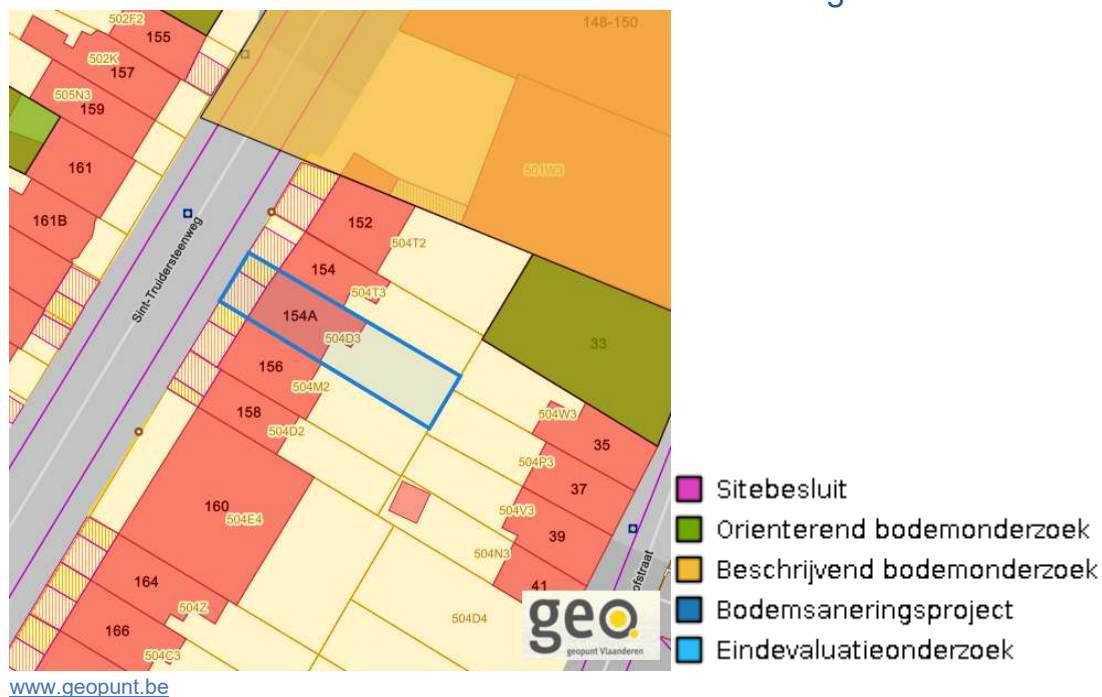 148-150
502F2
155
502K
157
505N3
159
161
501W3
161B
152
504T2
Sint-Truidersteenweg
154
504T3
154A
504D3
33
156
504M2
158
504D2
504W3
35
504P3
37
160
504E4
504V3
39
504N3
41
164
504Z
504D4
166
504C3
geo
geopunt Vlaanderen
Sitebesluit
Orienterend bodemonderzoek
Beschrijvend bodemonderzoek
Bodemsaneringsproject
Eindevaluatieonderzoek
www.geopunt.be